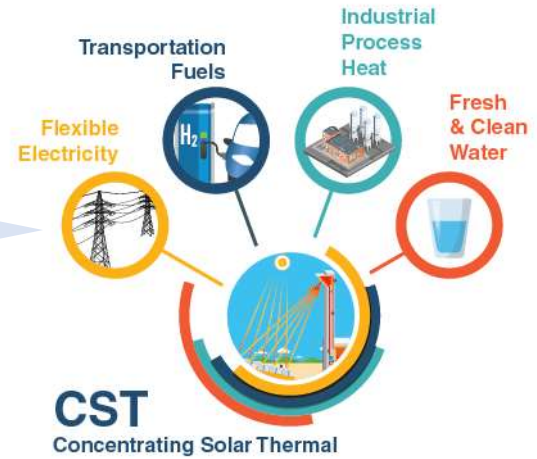 Industrial
Process
Heat
Transportation
Fuels
H2
Fresh
& Clean
Water
Flexible
Electricity
CST
Concentrating Solar Thermal